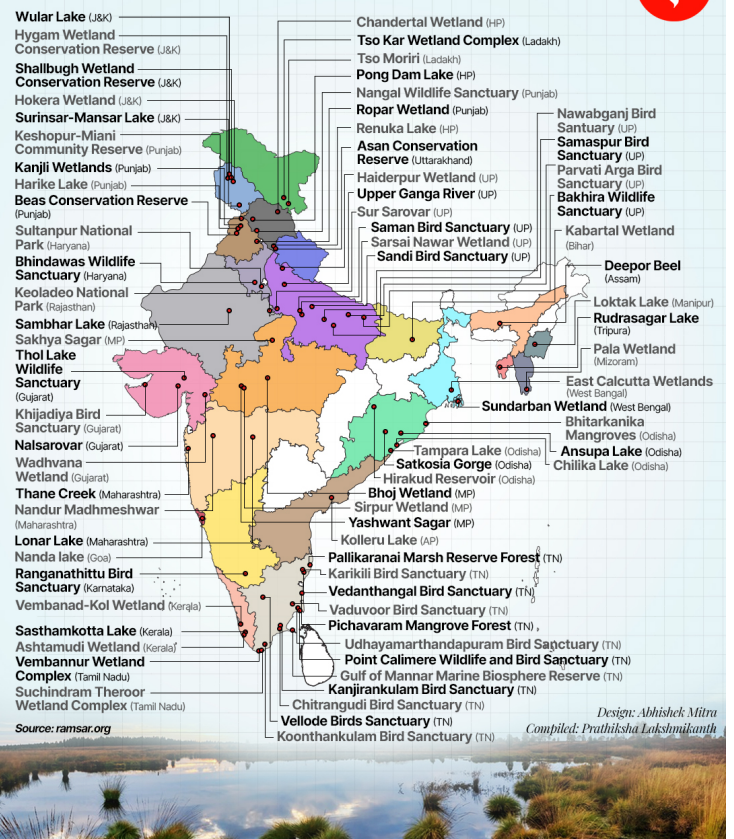 Wular Lake (J&K)
Hygam Wetland
Conservation Reserve (J&K)
Shallbugh Wetland
Conservation Reserve (J&K)
Hokera Wetland (J&K)
Surinsar-Mansar Lake (J&K)
Keshopur-Miani
Community Reserve (Punjab)
Kanjli Wetlands (Punjab)
Harike Lake (Punjab)
Beas Conservation Reserve
(Punjab)
Sultanpur National
Park (Haryana)
Bhindawas Wildlife
Sanctuary (Haryana)
Keoladeo National
Park (Rajasthan)
Sambhar Lake (Rajasthan)
Sakhya Sagar (MP)
Thol Lake
Wildlife
Sanctuary
(Gujarat)
Khijadiya Bird
Sanctuary (Gujarat)
Nalsarovar (Gujarat)
Wadhvana
Wetland (Gujarat)
Thane Creek (Maharashtra)
Nandur Madhmeshwar
(Maharashtra)
Lonar Lake (Maharashtra)
Nanda lake (Goa)
Ranganathittu Bird
Sanctuary (Karnataka)
Vembanad-Kol Wetland (Kerala)
Sasthamkotta Lake (Kerala)
Ashtamudi Wetland (Kerala)
Vembannur Wetland
Complex (Tamil Nadu)
Suchindram Theroor
Wetland Complex (Tamil Nadu)
Source: ramsar.org
Chandertal Wetland (HP)
Tso Kar Wetland Complex (Ladakh)
Tso Moriri (Ladakh)
Pong Dam Lake (HP)
Nangal Wildlife Sanctuary (Punjab)
Ropar Wetland (Punjab)
Renuka Lake (HP)
Asan Conservation
Reserve (Uttarakhand)
Haiderpur Wetland (UP)
Upper Ganga River (UP)
Sur Sarovar (UP)
Saman Bird Sanctuary (UP)
Sarsai Nawar Wetland (UP)
Sandi Bird Sanctuary (UP)
Nawabganj Bird
Santuary (UP)
Samaspur Bird
Sanctuary (UP)
Parvati Arga Bird
Sanctuary (UP)
Bakhira Wildlife
Sanctuary (UP)
Kabartal Wetland
(Bihar)
Deepor Beel
(Assam)
Loktak Lake (Manipur)
Rudrasagar Lake
(Tripura)
Pala Wetland
(Mizoram)
East Calcutta Wetlands
(West Bangal)
Sundarban Wetland (West Bengal)
Bhitarkanika
Mangroves (Odisha)
Ansupa Lake (Odisha)
Chilika Lake (Odisha)
Tampara Lake (Odisha)
Satkosia Gorge (Odisha)
Hirakud Reservoir (Odisha)
Bhoj Wetland (MP)
Sirpur Wetland (MP)
Yashwant Sagar (MP)
Kolleru Lake (AP)
Pallikaranai Marsh Reserve Forest (TN)
Karikili Bird Sanctuary (TN)
Vedanthangal Bird Sanctuary (TN)
Vaduvoor Bird Sanctuary (TN)
Pichavaram Mangrove Forest (TN)
Udhayamarthandapuram Bird Sanctuary (TN)
Point Calimere Wildlife and Bird Sanctuary (TN)
Gulf of Mannar Marine Biosphere Reserve (TN)
Kanjirankulam Bird Sanctuary (TN)
Chitrangudi Bird Sanctuary (TN)
Vellode Birds Sanctuary (TN)
Koonthankulam Bird Sanctuary (TN)
Design: Abhishek Mitra
Compiled: Prathiksha Lakshmikanth